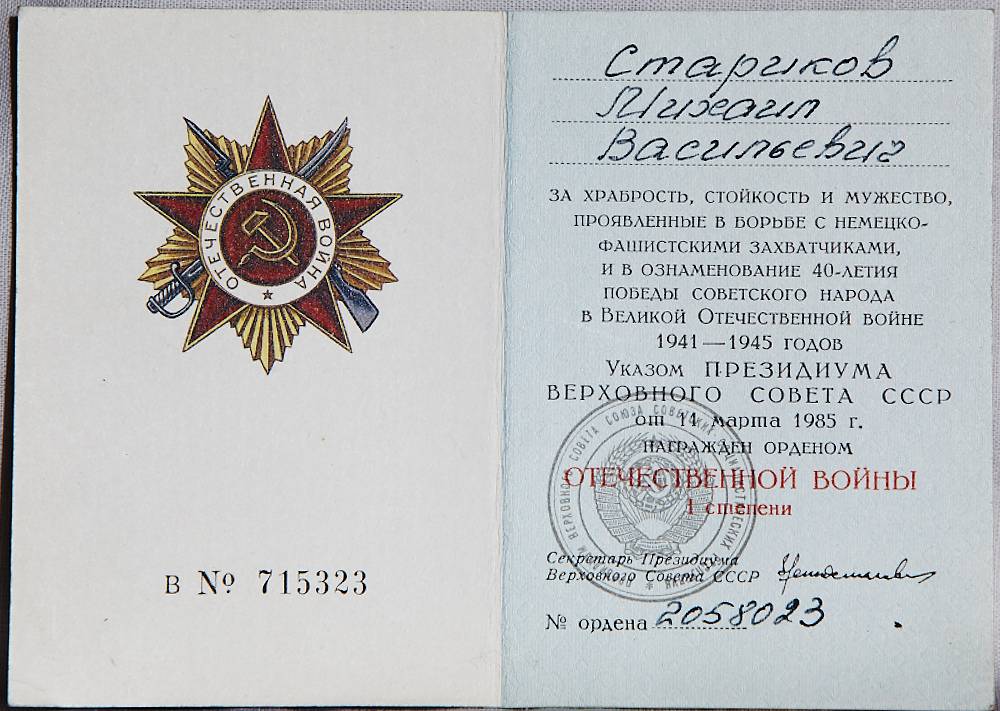 ОТЕЧЕСТВЕННАЯ ВОЙНА
В № 715323
Стариков
Михаил
Васильевич
ЗА ХРАБРОСТЬ, СТОЙКОСТЬ И МУЖЕСТВО,
ПРОЯВЛЕННЫЕ В БОРЬБЕ С НЕМЕЦКО-
ФАШИСТСКИМИ ЗАХВАТЧИКАМИ,
И В ОЗНАМЕНОВАНИЕ 40-ЛЕТИЯ
ПОБЕДЫ СОВЕТСКОГО НАРОДА
В ВЕЛИКОЙ ОТЕЧЕСТВЕННОЙ ВОЙНЕ
1941—1945 ГОДОВ
УКАЗОМ ПРЕЗИДИУМА
ВЕРХОВНОГО СОВЕТА СССР
от 11 марта 1985 г.
НАГРАЖДЕН ОРДЕНОМ
ОТЕЧЕСТВЕННОЙ ВОЙНЫ
I степени
Секретарь Президиума
Верховного Совета СССР
№ ордена 2058023